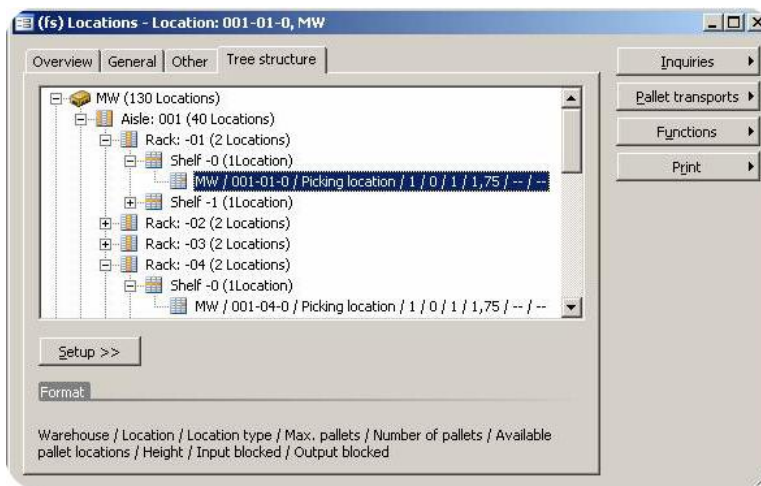 (fs) Locations - Location: 001-01-0, MW
Overview
General
Other
Tree structure
MW (130 Locations)
Aisle: 001 (40 Locations)
Rack: -01 (2 Locations)
Shelf -0 (1Location)
MW / 001-01-0 / Picking location / 1 / 0 / 1 / 1,75 / -- / --
Shelf -1 (1Location)
Rack: -02 (2 Locations)
Rack: -03 (2 Locations)
Rack: -04 (2 Locations)
Shelf -0 (1Location)
MW / 001-04-0 / Picking location / 1 / 0 / 1 / 1,75 / -- / --
Setup >>
Format
Warehouse / Location / Location type / Max. pallets / Number of pallets / Available
pallet locations / Height / Input blocked / Output blocked
Inquiries
Pallet transports
Functions
Print